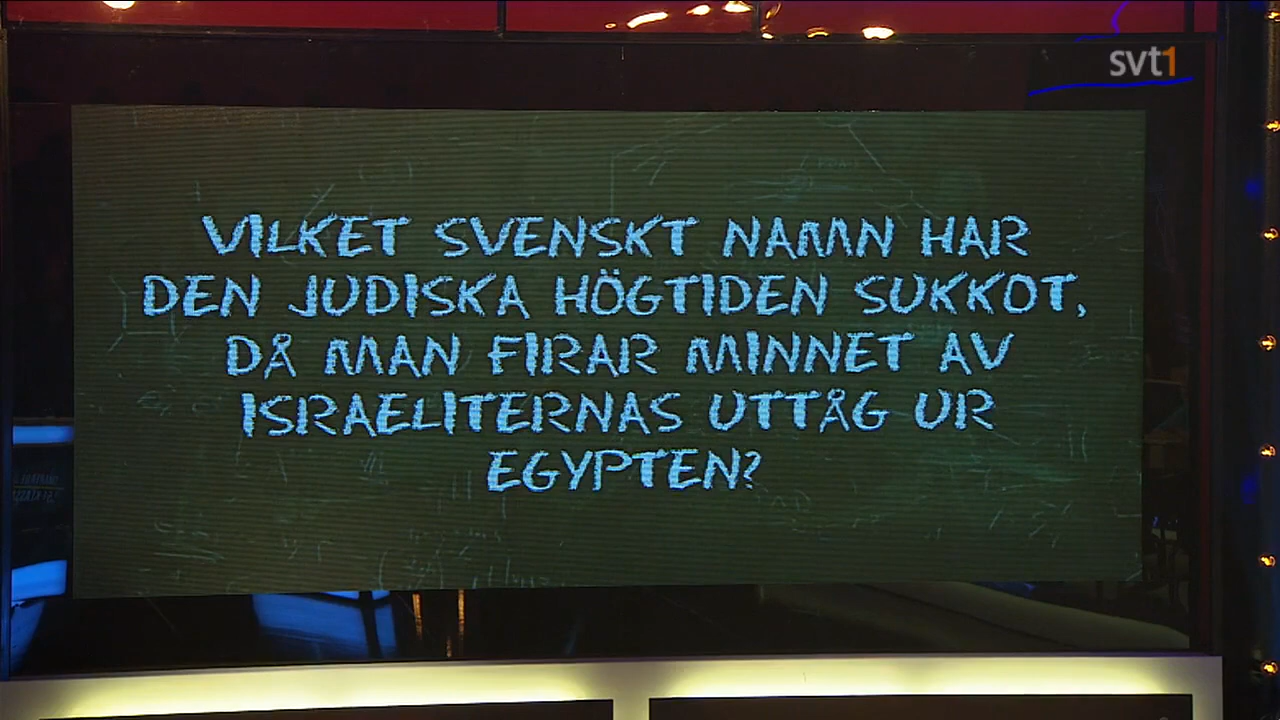 svt1
VILKET SVENSKT NAMN HAR
DEN JUDISKA HÖGTIDEN SUKKOT,
DÅ MAN FIRAR MINNET AV
ISRAELITERNAS UTTÅG UR
EGYPTEN?